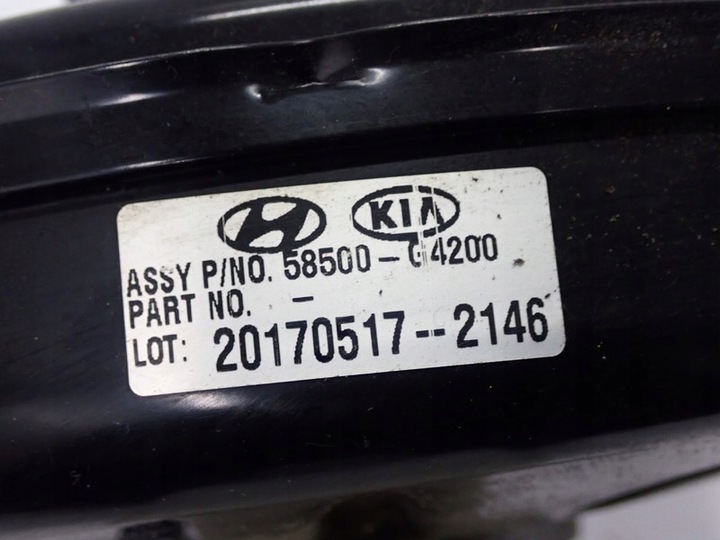 KIA
ASSY P/NO. 58500-G4200
PART NO. -
LOT: 20170517--2146